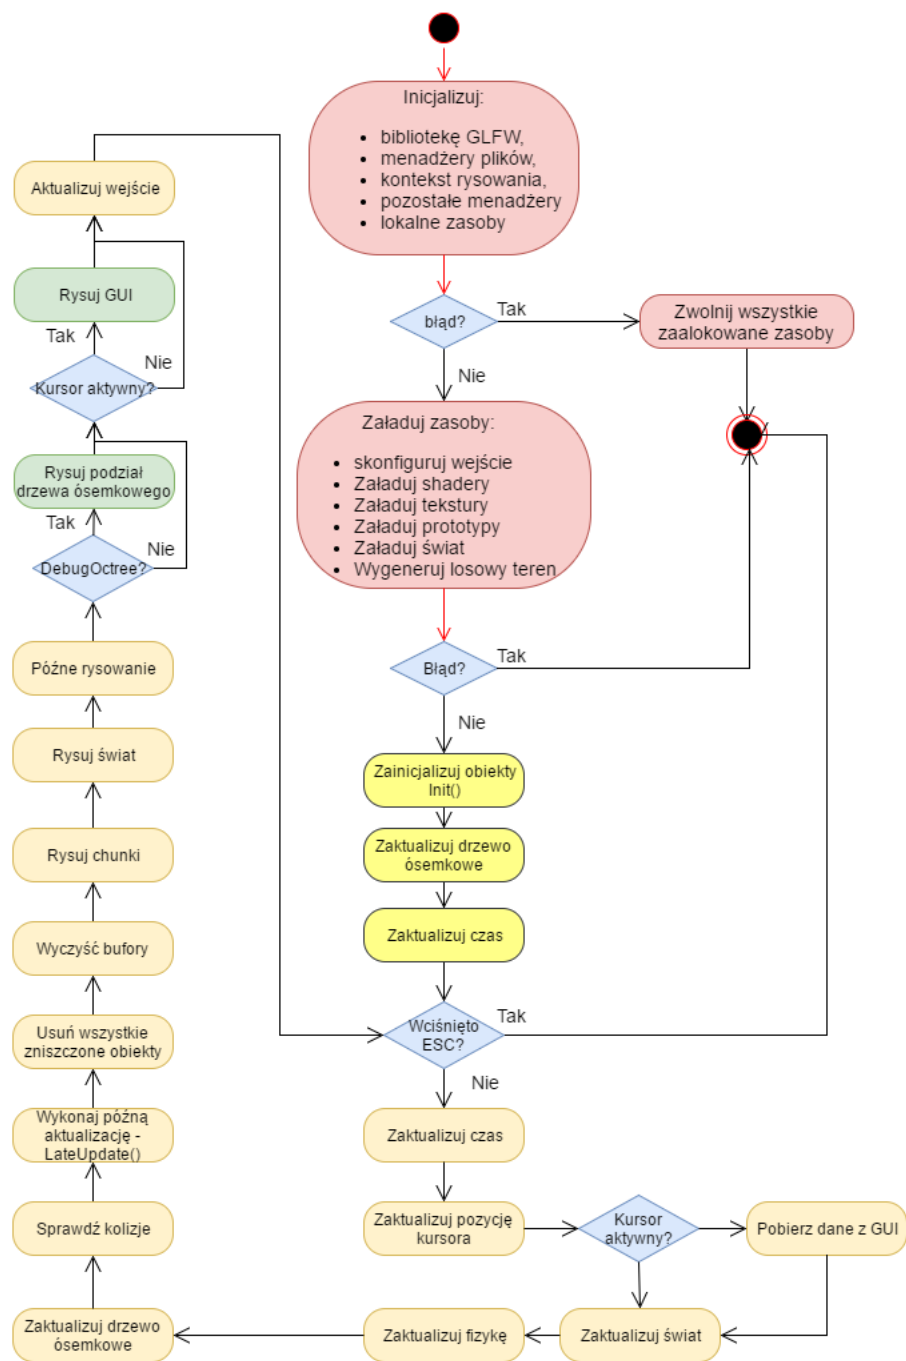 Inicjalizuj:
• bibliotekę GLFW,
• menadżery plików,
• kontekst rysowania,
• pozostałe menadżery
• lokalne zasoby
błąd?
Tak
Zwolnij wszystkie
zaalokowane zasoby
Nie
Załaduj zasoby:
• skonfiguruj wejście
• Załaduj shadery
• Załaduj tekstury
• Załaduj prototypy
• Załaduj świat
• Wygeneruj losowy teren
Błąd?
Tak
Nie
Zainicjalizuj obiekty
Init()
Zaktualizuj drzewo
ósemkowe
Zaktualizuj czas
Wciśnięto
ESC?
Tak
Nie
Zaktualizuj czas
Zaktualizuj pozycję
kursora
Kursor
aktywny?
Pobierz dane z GUI
Zaktualizuj świat
Zaktualizuj fizykę
Zaktualizuj drzewo
ósemkowe
Sprawdź kolizje
Wykonaj późną
aktualizację -
LateUpdate()
Usuń wszystkie
zniszczone obiekty
Wyczyść bufory
Rysuj chunki
Rysuj świat
Późne rysowanie
DebugOctree?
Tak
Nie
Rysuj podział
drzewa ósemkowego
Kursor aktywny?
Tak
Nie
Rysuj GUI
Aktualizuj wejście